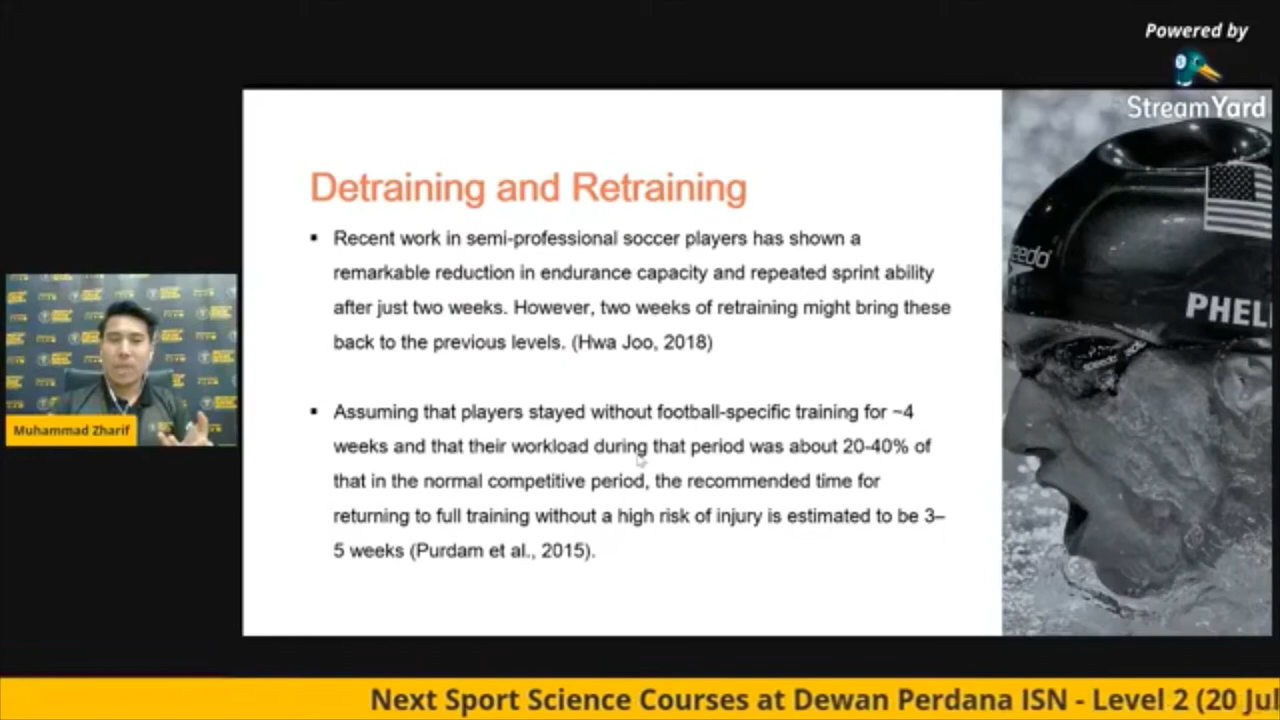 Powered by
StreamYard
Detraining and Retraining
▪ Recent work in semi-professional soccer players has shown a
remarkable reduction in endurance capacity and repeated sprint ability
after just two weeks. However, two weeks of retraining might bring these
back to the previous levels. (Hwa Joo, 2018)
▪ Assuming that players stayed without football-specific training for ~4
weeks and that their workload during that period was about 20-40% of
that in the normal competitive period, the recommended time for
returning to full training without a high risk of injury is estimated to be 3–
5 weeks (Purdam et al., 2015).
eedo
PHEL
Muhammad Zharif
Next Sport Science Courses at Dewan Perdana ISN - Level 2 (20 Jul